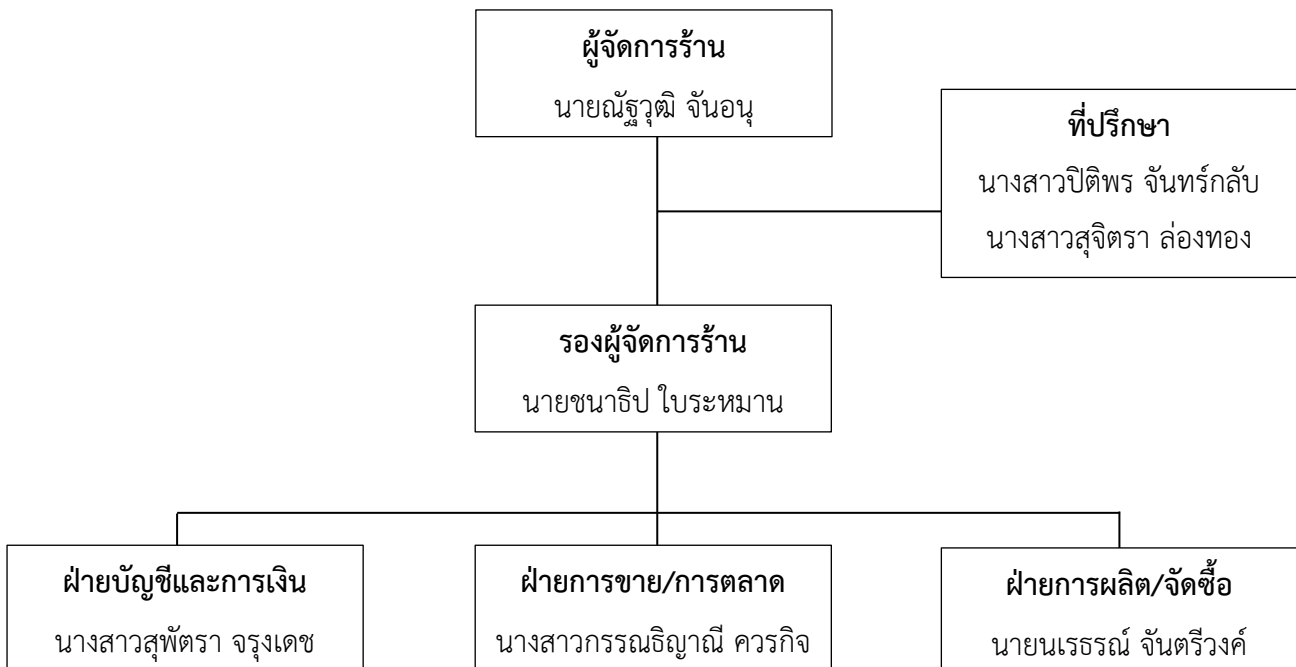 ผู้จัดการร้าน
นายณัฐวุฒิ จันอนุ
ที่ปรึกษา
นางสาวปิติพร จันทร์กลับ
นางสาวสุจิตรา ล่องทอง
รองผู้จัดการร้าน
นายชนาธิป ใบระหมาน
ฝ่ายบัญชีและการเงิน
นางสาวสุพัตรา จรุงเดช
ฝ่ายการขาย/การตลาด
นางสาวกรรณธิญาณี ควรกิจ
ฝ่ายการผลิต/จัดซื้อ
นายนเรธรณ์ จันตรีวงค์